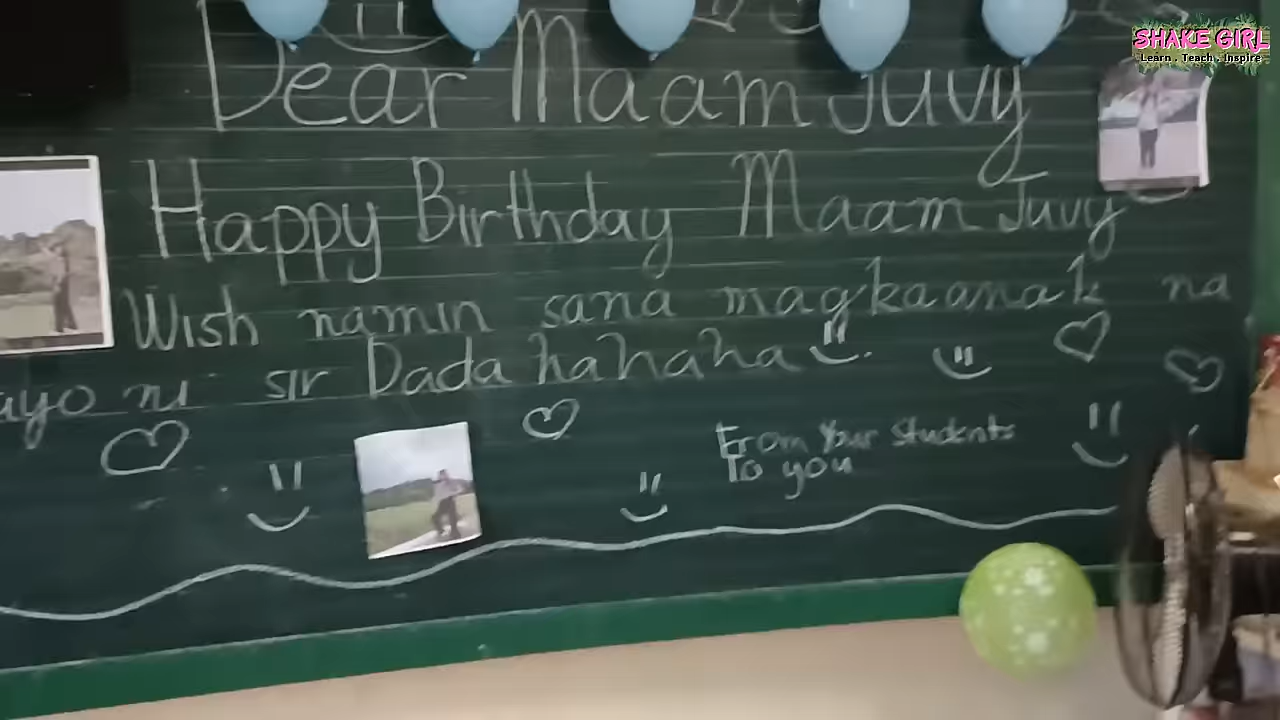 SHAKE GIRL
Learn . Teach . Inspire
Dear Maam Juvy
Happy Birthday Maam Juvy
Wish namin sana magkaanak na
ayo ni sir Dada hahahaha
From Your Students
To you